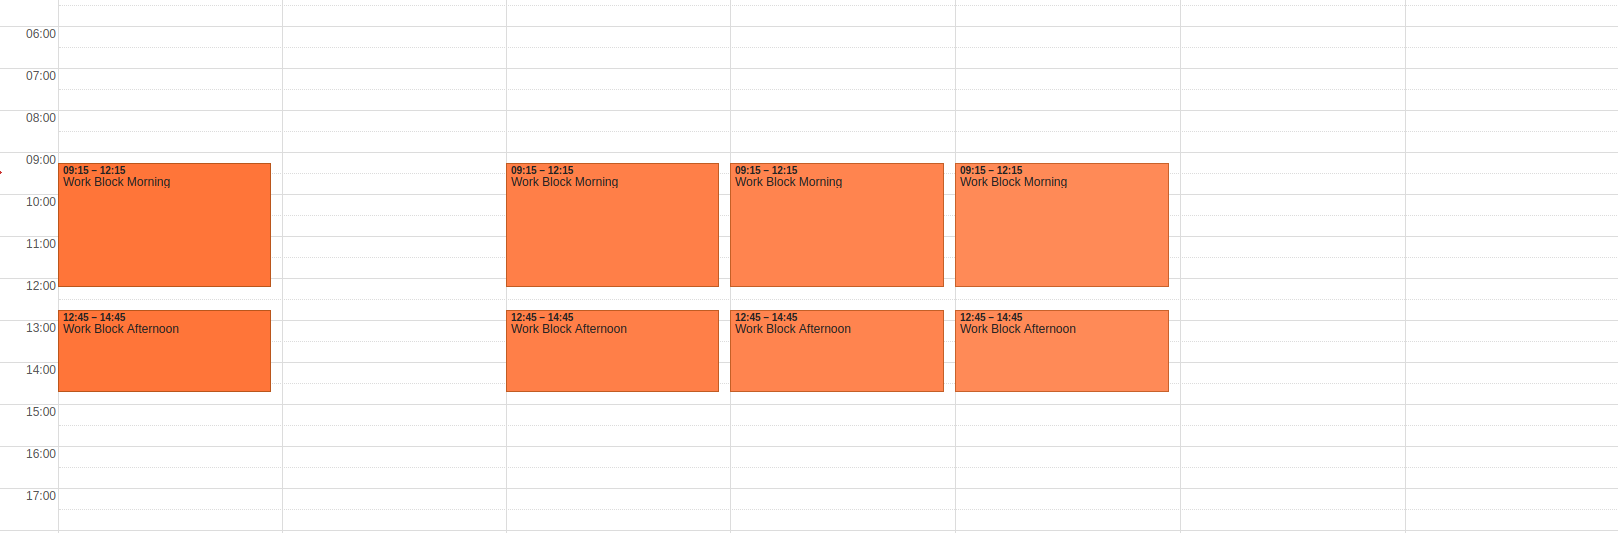 06:00
07:00
08:00
09:00
09:15 – 12:15
Work Block Morning
09:15 – 12:15
Work Block Morning
09:15 – 12:15
Work Block Morning
09:15 – 12:15
Work Block Morning
10:00
11:00
12:00
12:45 – 14:45
Work Block Afternoon
12:45 – 14:45
Work Block Afternoon
12:45 – 14:45
Work Block Afternoon
12:45 – 14:45
Work Block Afternoon
13:00
14:00
15:00
16:00
17:00